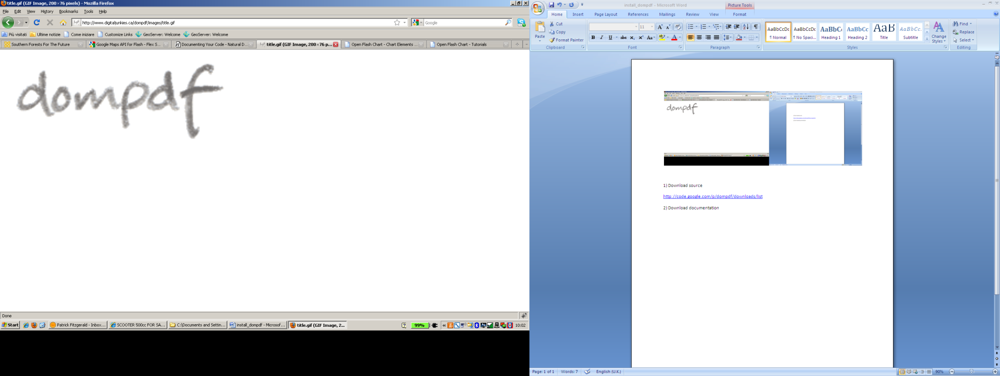 title.gif (GIF Image, 200×76 pixels) - Mozilla Firefox
File Edit View History Bookmarks Tools Help
http://www.digitaljunkies.ca/dompdf/images/title.gif
Google
Più visitati Ultime notizie Come iniziare Customize Links GeoServer: Welcome GeoServer: Welcome
Southern Forests For The Future Google Maps API for Flash - Flex S... Documenting Your Code - Natural D... title.gif (GIF Image, 200×76 p... Open Flash Chart - Chart Elements ... Open Flash Chart - Tutorials
dompdf
Done
Start Patrick Fitzgerald - Inbox... SCOOTER 500cc FOR SA... C:\Documents and Settin... install_dompdf - Microsof... title.gif (GIF Image, 2... 99% « 10:02
install_dompdf - Microsoft Word Picture Tools
Home Insert Page Layout References Mailings Review View Format
Paste Cut Copy Format Painter
Clipboard
11
B I U abc x₂ x² Aa
Font
Paragraph
AaBbCcDc AaBbCcDc AaBbC AaBbCc AaB AaBbCc.
¶ Normal ¶ No Spaci... Heading 1 Heading 2 Title Subtitle
Change Styles
Styles
Find Replace Select
Editing
dompdf
1) Download source
http://code.google.com/p/dompdf/downloads/list
2) Download documentation
Page: 1 of 1 Words: 7 English (U.K.) 90%